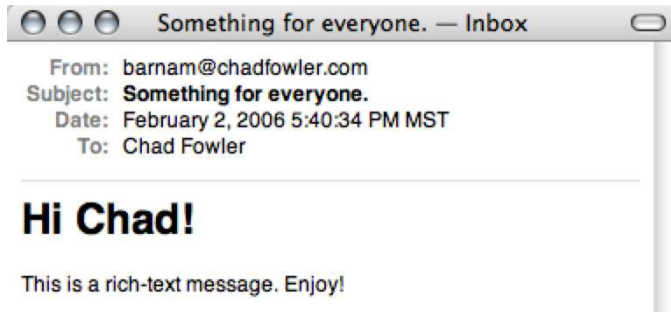 Something for everyone. — Inbox
From: barnam@chadfowler.com
Subject: Something for everyone.
Date: February 2, 2006 5:40:34 PM MST
To: Chad Fowler
Hi Chad!
This is a rich-text message. Enjoy!